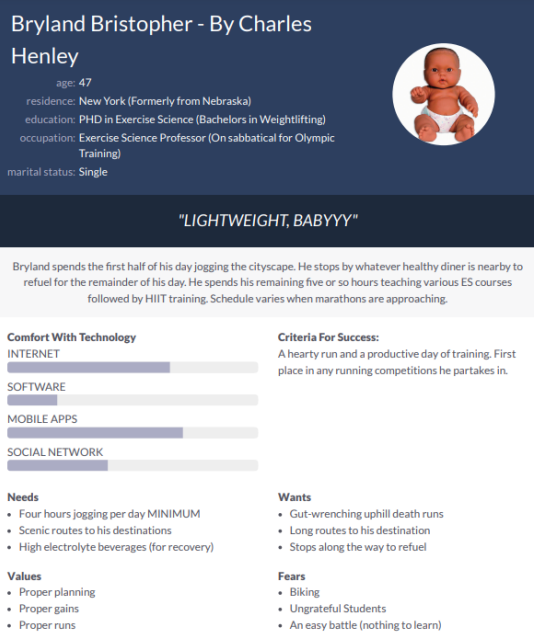 Bryland Bristopher - By Charles
Henley
age: 47
residence: New York (Formerly from Nebraska)
education: PHD in Exercise Science (Bachelors in Weightlifting)
occupation: Exercise Science Professor (On sabbatical for Olympic
Training)
marital status: Single
"LIGHTWEIGHT, BABYYY"
Bryland spends the first half of his day jogging the cityscape. He stops by whatever healthy diner is nearby to
refuel for the remainder of his day. He spends his remaining five or so hours teaching various ES courses
followed by HIIT training. Schedule varies when marathons are approaching.
Comfort With Technology
INTERNET
SOFTWARE
MOBILE APPS
SOCIAL NETWORK
Criteria For Success:
A hearty run and a productive day of training. First
place in any running competitions he partakes in.
Needs
• Four hours jogging per day MINIMUM
• Scenic routes to his destinations
• High electrolyte beverages (for recovery)
Wants
• Gut-wrenching uphill death runs
• Long routes to his destination
• Stops along the way to refuel
Values
• Proper planning
• Proper gains
• Proper runs
Fears
• Biking
• Ungrateful Students
• An easy battle (nothing to learn)